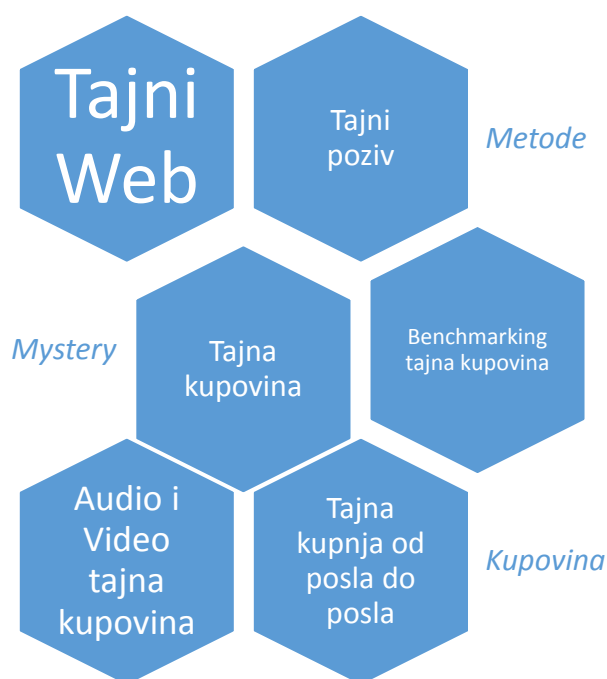 Tajni
Web
Tajni
poziv
Metode
Mystery
Tajna
kupovina
Benchmarking
tajna kupovina
Audio i
Video
tajna
kupovina
Tajna
kupnja od
posla do
posla
Kupovina